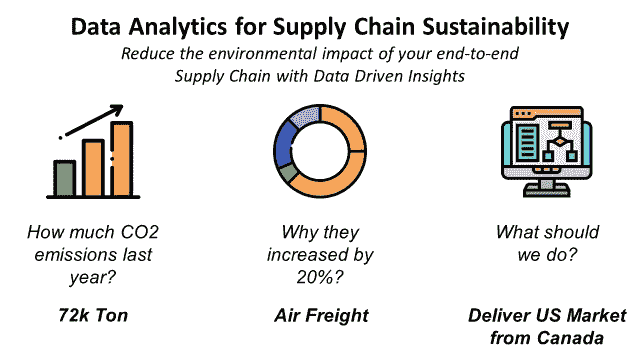 Data Analytics for Supply Chain Sustainability
Reduce the environmental impact of your end-to-end
Supply Chain with Data Driven Insights
How much CO2
emissions last
year?
72k Ton
Why they
increased by
20%?
Air Freight
What should
we do?
Deliver US Market
from Canada